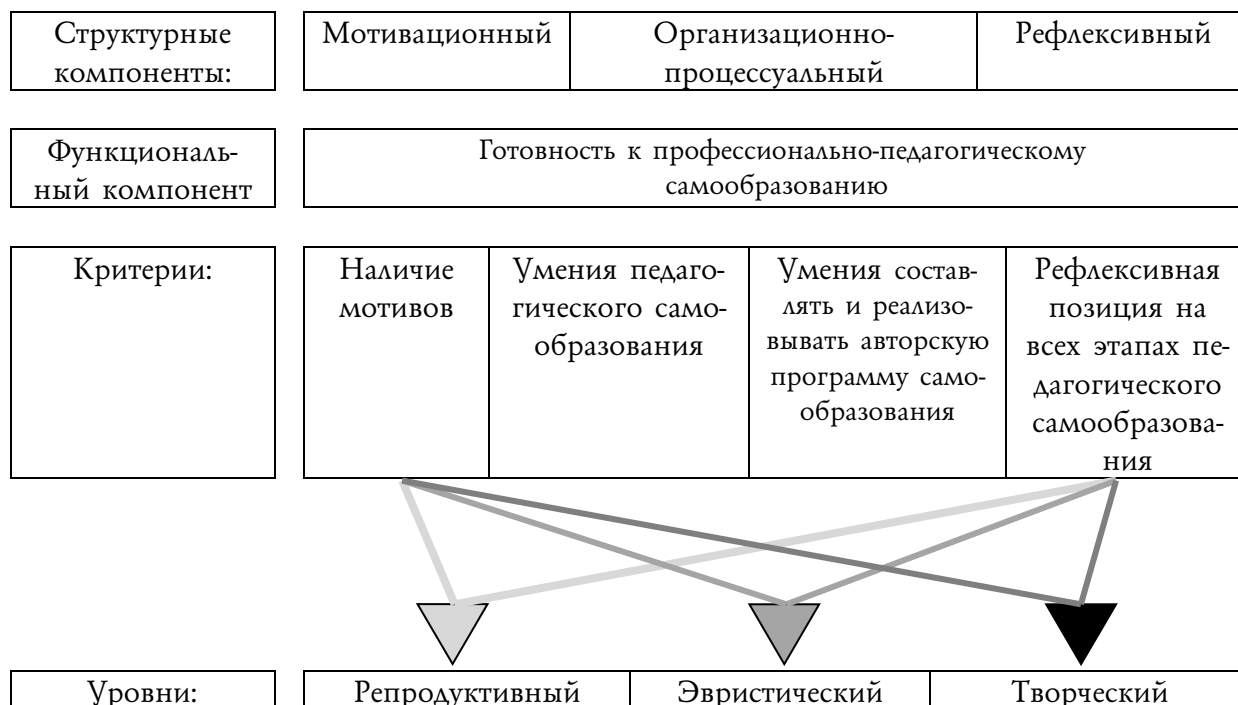 Структурные
компоненты:
Мотивационный
Организационно-
процессуальный
Рефлексивный
Функциональ-
ный компонент
Готовность к профессионально-педагогическому
самообразованию
Критерии:
Наличие
мотивов
Умения педаго-
гического само-
образования
Умения состав-
лять и реализо-
вывать авторскую
программу само-
образования
Рефлексивная
позиция на
всех этапах пе-
дагогического
самообразова-
ния
Уровни:
Репродуктивный
Эвристический
Творческий